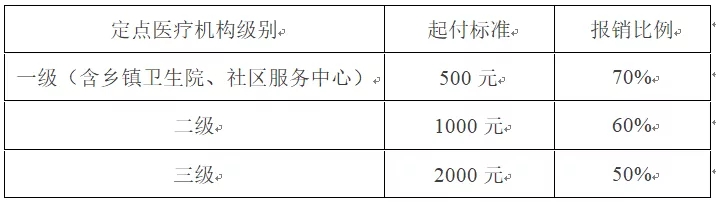 定点医疗机构级别 起付标准 报销比例
一级（含乡镇卫生院、社区服务中心） 500 元 70%
二级 1000 元 60%
三级 2000 元 50%